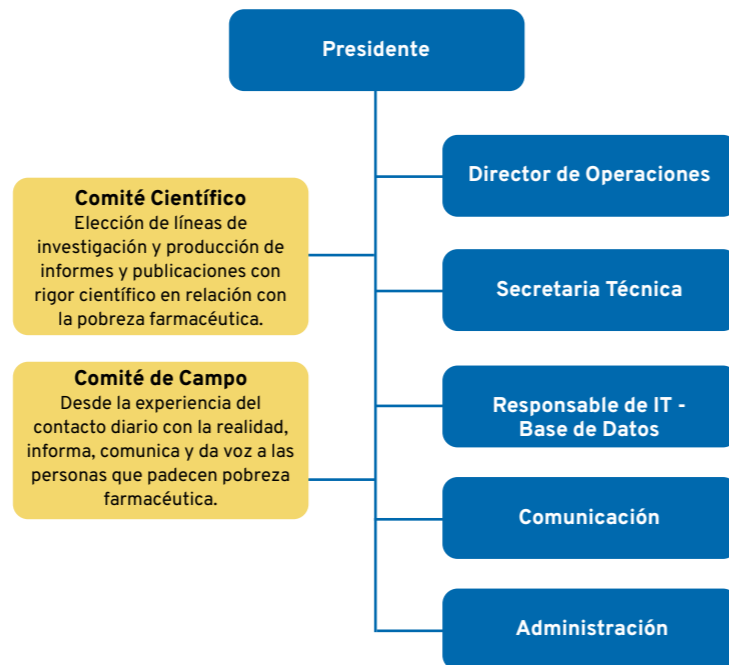 Presidente
Comité Científico
Elección de líneas de
investigación y producción de
informes y publicaciones con
rigor científico en relación con
la pobreza farmacéutica.
Comité de Campo
Desde la experiencia del
contacto diario con la realidad,
informa, comunica y da voz a las
personas que padecen pobreza
farmacéutica.
Director de Operaciones
Secretaria Técnica
Responsable de IT -
Base de Datos
Comunicación
Administración